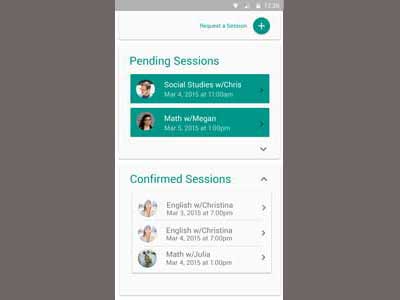 12:30
Request a Session
Pending Sessions
Social Studies w/Chris
Mar 4, 2015 at 11:00am
Math w/Megan
Mar 5, 2015 at 1:00pm
Confirmed Sessions
English w/Christina
Mar 3, 2015 at 7:00pm
English w/Christina
Mar 4, 2015 at 7:00pm
Math w/Julia
Mar 4, 2015 at 1:00pm